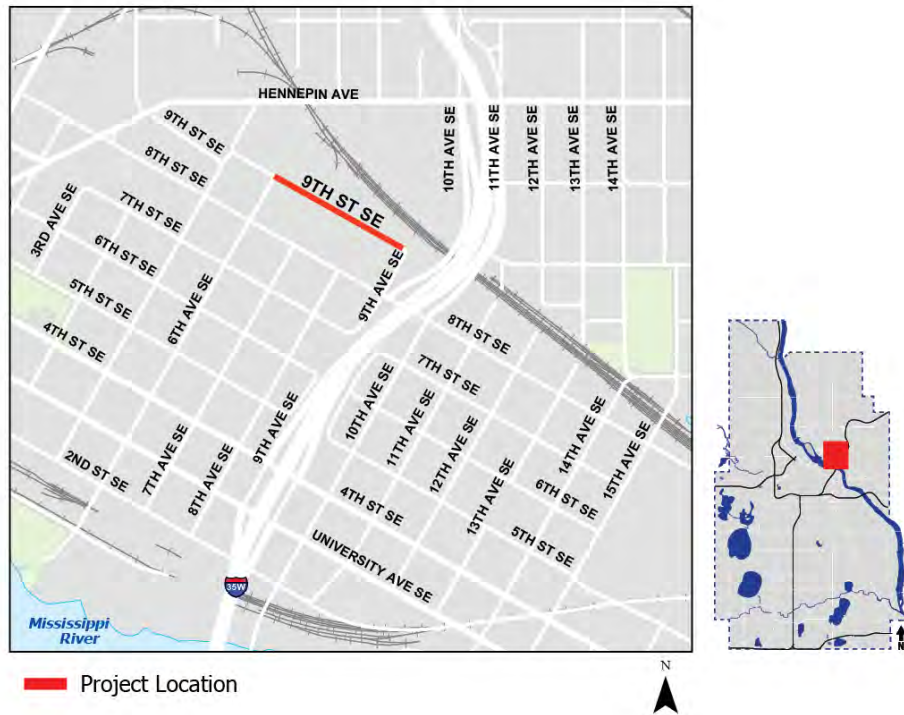 HENNEPIN AVE
9TH ST SE
8TH ST SE
9TH ST SE
10TH AVE SE
11TH AVE SE
12TH AVE SE
13TH AVE SE
14TH AVE SE
3RD AVE SE
7TH ST SE
6TH ST SE
5TH ST SE
4TH ST SE
6TH AVE SE
9TH AVE SE
8TH ST SE
7TH ST SE
10TH AVE SE
11TH AVE SE
12TH AVE SE
13TH AVE SE
14TH AVE SE
15TH AVE SE
6TH ST SE
5TH ST SE
2ND ST SE
7TH AVE SE
8TH AVE SE
9TH AVE SE
4TH ST SE
UNIVERSITY AVE SE
35W
Mississippi
River
N
N
Project Location